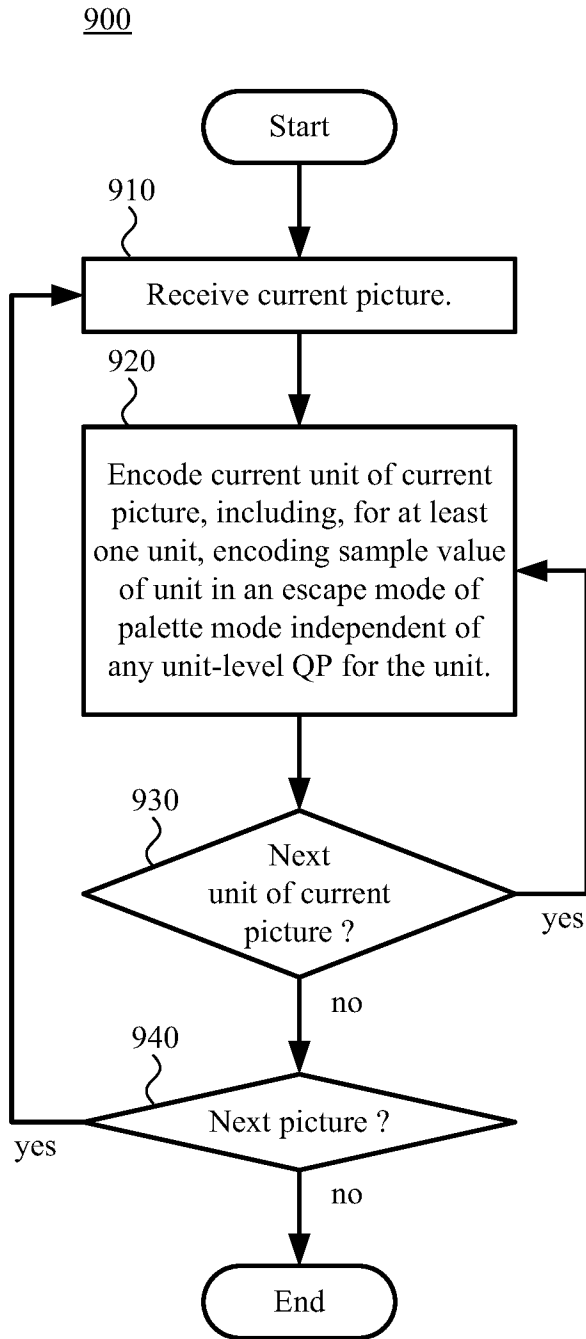 900
Start
910
Receive current picture.
920
Encode current unit of current
picture, including, for at least
one unit, encoding sample value
of unit in an escape mode of
palette mode independent of
any unit-level QP for the unit.
930
Next
unit of current
picture ?
yes
no
940
Next picture ?
yes
no
End